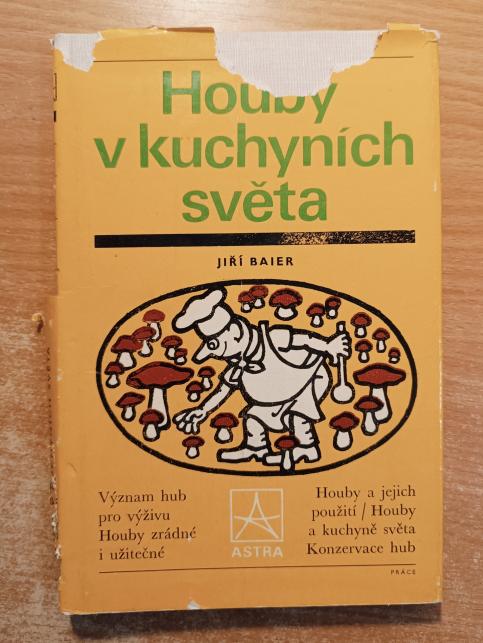 Houby
v kuchyních
světa
JIŘÍ BAIER
Význam hub
pro výživu
Houby zrádné
i užitečné
ASTRA
Houby a jejich
použití / Houby
a kuchyně světa
Konzervace hub
PRÁCE